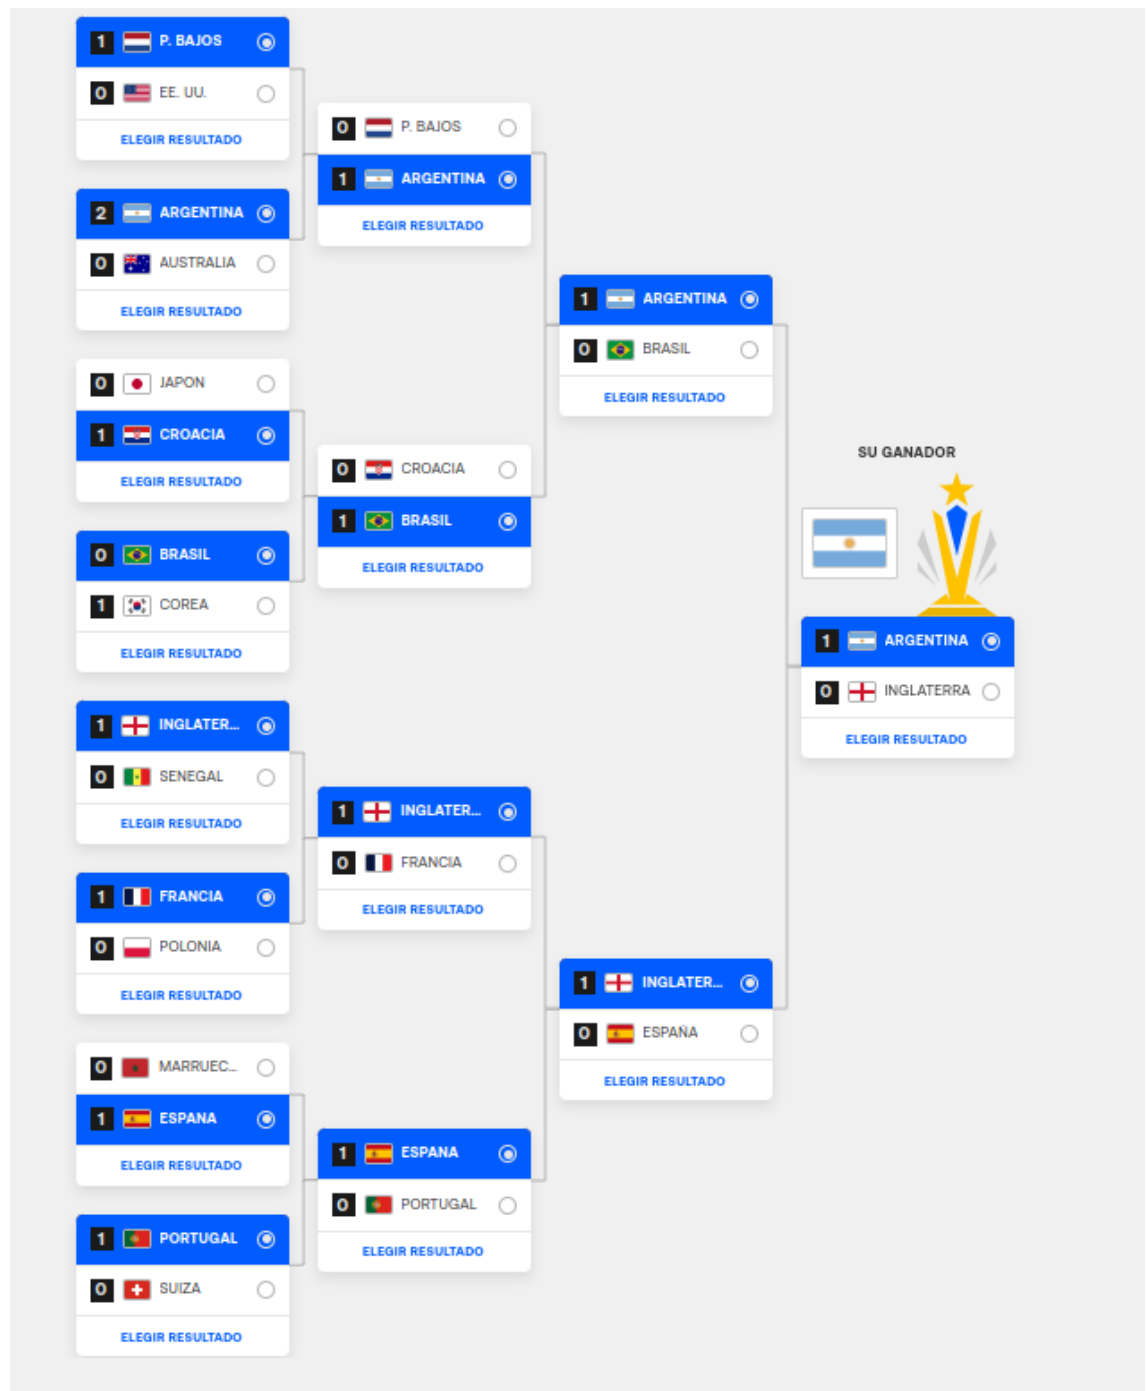 1 P. BAJOS
0 EE. UU.
ELEGIR RESULTADO
2 ARGENTINA
0 AUSTRALIA
ELEGIR RESULTADO
0 JAPON
1 CROACIA
ELEGIR RESULTADO
0 BRASIL
1 COREA
ELEGIR RESULTADO
1 INGLATER...
0 SENEGAL
ELEGIR RESULTADO
1 FRANCIA
0 POLONIA
ELEGIR RESULTADO
0 MARRUEC...
1 ESPANA
ELEGIR RESULTADO
1 PORTUGAL
0 SUIZA
ELEGIR RESULTADO
0 P. BAJOS
1 ARGENTINA
ELEGIR RESULTADO
0 CROACIA
1 BRASIL
ELEGIR RESULTADO
1 INGLATER...
0 FRANCIA
ELEGIR RESULTADO
1 ESPANA
0 PORTUGAL
ELEGIR RESULTADO
1 ARGENTINA
0 BRASIL
ELEGIR RESULTADO
1 INGLATER...
0 ESPAÑA
ELEGIR RESULTADO
SU GANADOR
1 ARGENTINA
0 INGLATERRA
ELEGIR RESULTADO